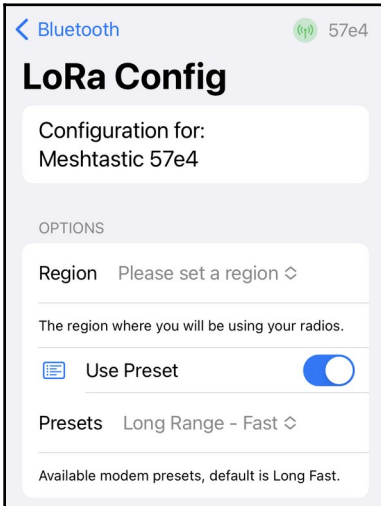 Bluetooth 57e4
LoRa Config
Configuration for:
Meshtastic 57e4
OPTIONS
Region Please set a region
The region where you will be using your radios.
Use Preset
Presets Long Range - Fast
Available modem presets, default is Long Fast.